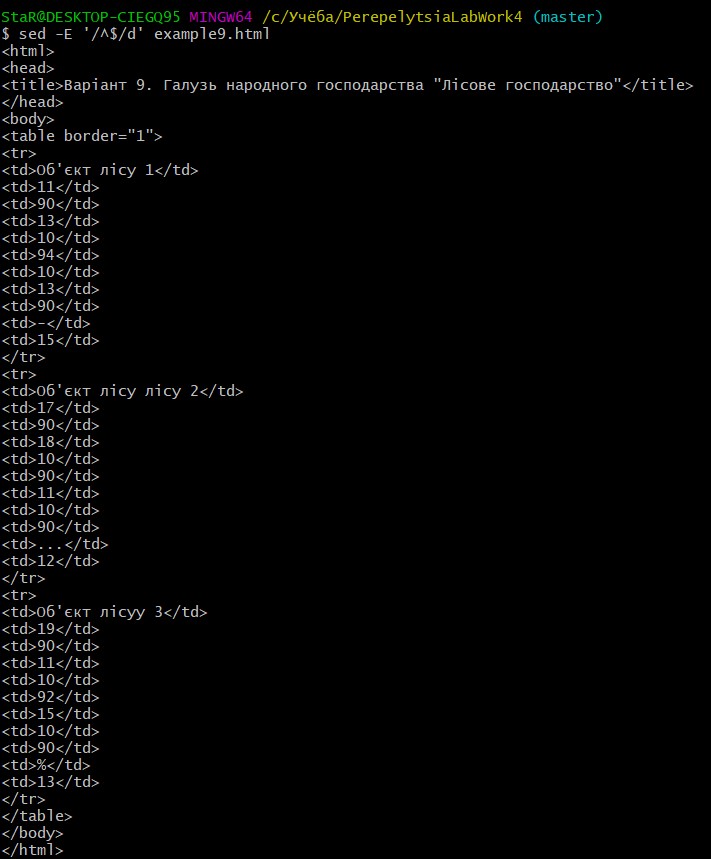 StaR@DESKTOP-CIEGQ95 MINGW64 /c/Учёба/PerepelytsiaLabWork4 (master)
$ sed -E '/^$/d' example9.html
<html>
<head>
<title>Варіант 9. Галузь народного господарства "Лісове господарство"</title>
</head>
<body>
<table border="1">
<tr>
<td>Об'єкт лісу 1</td>
<td>11</td>
<td>90</td>
<td>13</td>
<td>10</td>
<td>94</td>
<td>10</td>
<td>13</td>
<td>90</td>
<td>-</td>
<td>15</td>
</tr>
<tr>
<td>Об'єкт лісу лісу 2</td>
<td>17</td>
<td>90</td>
<td>18</td>
<td>10</td>
<td>90</td>
<td>11</td>
<td>10</td>
<td>90</td>
<td>...</td>
<td>12</td>
</tr>
<tr>
<td>Об'єкт лісуу 3</td>
<td>19</td>
<td>90</td>
<td>11</td>
<td>10</td>
<td>92</td>
<td>15</td>
<td>10</td>
<td>90</td>
<td>%</td>
<td>13</td>
</tr>
</table>
</body>
</html>